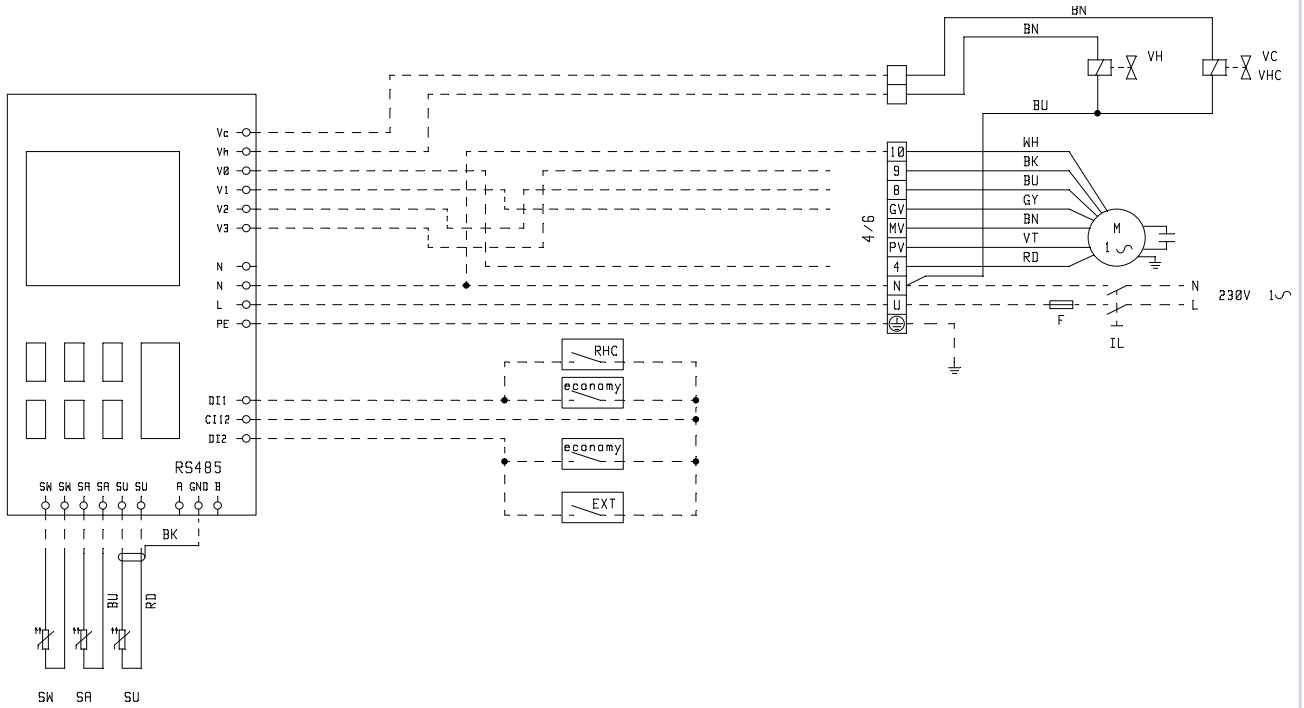 BN
BN
VH
VC
VHC
BU
Vc
Vh
V0
V1
V2
V3
N
N
L
PE
10
9
8
GV
MV
PV
4
N
U
4/6
WH
BK
BU
GY
BN
VT
RD
M
1
N
L
230V 1
F
IL
RHC
economy
economy
EXT
DI1
CI12
DI2
RS485
SW SW SA SA SU SU A GND B
BK
BU
RD
SW SA SU